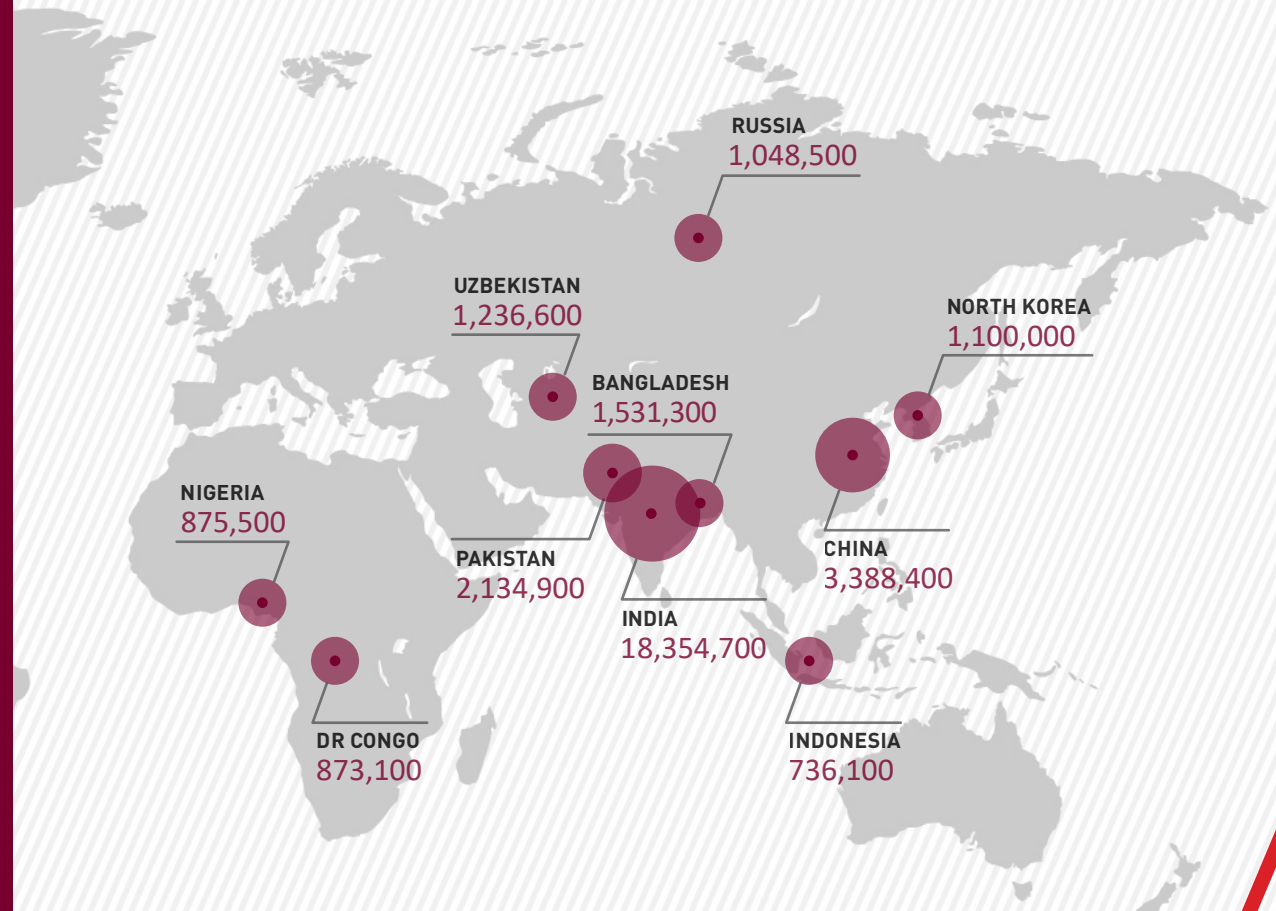 RUSSIA
1,048,500
UZBEKISTAN
1,236,600
NORTH KOREA
1,100,000
BANGLADESH
1,531,300
NIGERIA
875,500
PAKISTAN
2,134,900
CHINA
3,388,400
INDIA
18,354,700
DR CONGO
873,100
INDONESIA
736,100